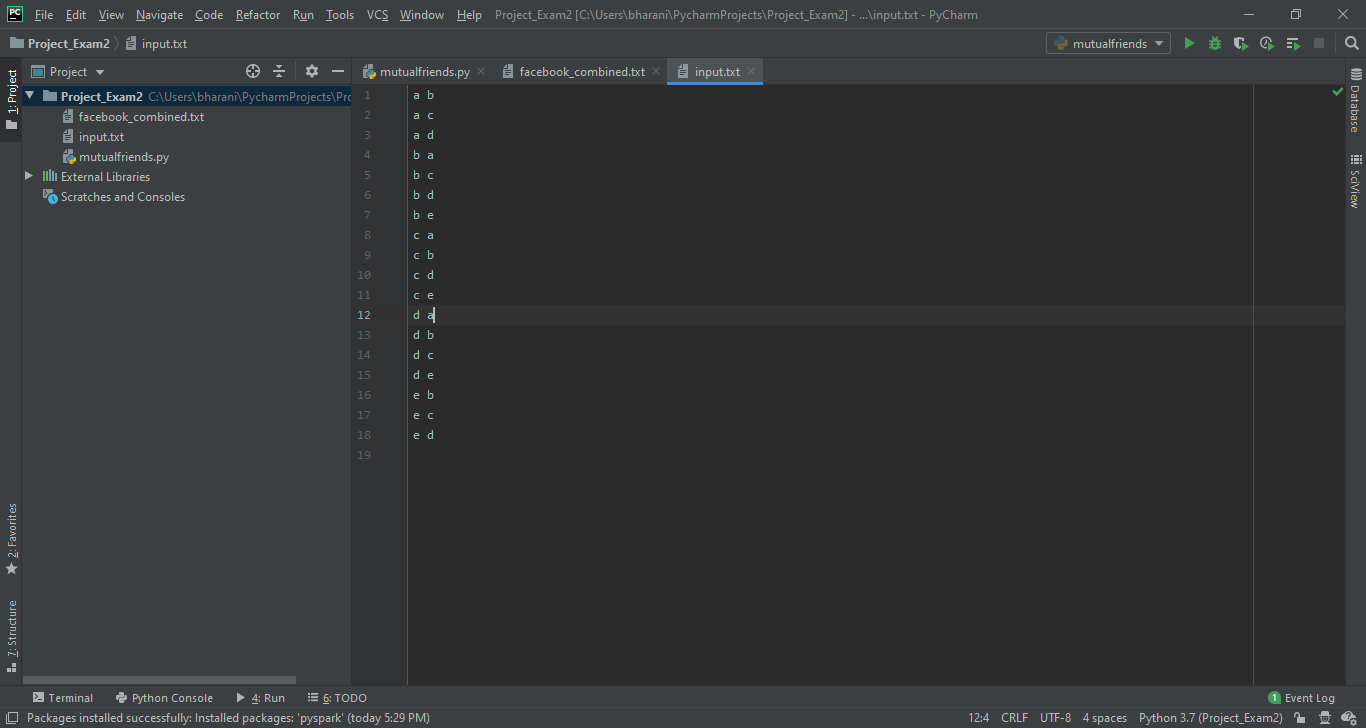 PC File Edit View Navigate Code Refactor Run Tools VCS Window Help Project_Exam2 [C:\Users\bharani\PycharmProjects\Project_Exam2] - ...\input.txt - PyCharm
Project_Exam2 input.txt mutualfriends
1: Project
Project
mutualfriends.py facebook_combined.txt input.txt
Project_Exam2 C:\Users\bharani\PycharmProjects\Pro
facebook_combined.txt
input.txt
mutualfriends.py
External Libraries
Scratches and Consoles
1 a b
2 a c
3 a d
4 b a
5 b c
6 b d
7 b e
8 c a
9 c b
10 c d
11 c e
12 d a
13 d b
14 d c
15 d e
16 e b
17 e c
18 e d
19
Database
SciView
2: Favorites
7: Structure
Terminal Python Console 4: Run 6: TODO 1 Event Log
Packages installed successfully: Installed packages: 'pyspark' (today 5:29 PM) 12:4 CRLF UTF-8 4 spaces Python 3.7 (Project_Exam2)